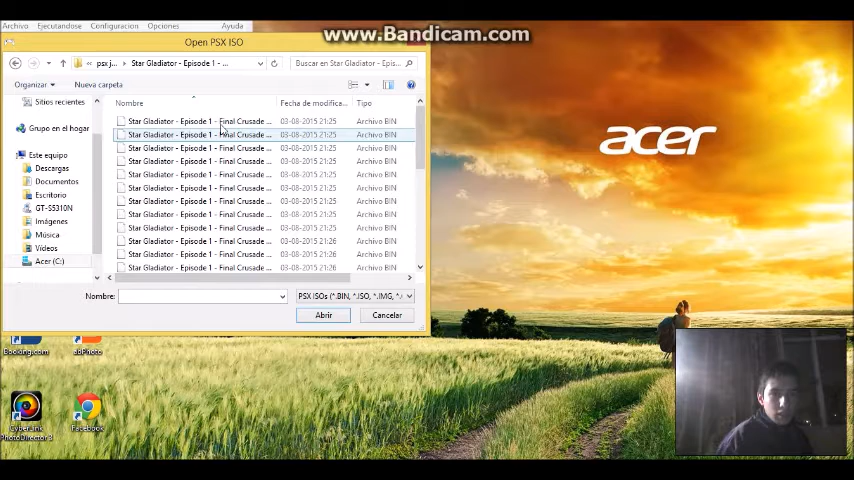 www.Bandicam.com
Archivo Ejecutandose Configuracion Opciones Ayuda
Open PSX ISO
psx j... Star Gladiator - Episode 1 - ... Buscar en Star Gladiator - Epis...
Organizar Nueva carpeta
Nombre Fecha de modifica... Tipo
Sitios recientes
Grupo en el hogar
Este equipo
Descargas
Documentos
Escritorio
GT-S5310N
Imágenes
Música
Vídeos
Acer (C:)
Star Gladiator - Episode 1 - Final Crusade ... 03-08-2015 21:25 Archivo BIN
Star Gladiator - Episode 1 - Final Crusade ... 03-08-2015 21:25 Archivo BIN
Star Gladiator - Episode 1 - Final Crusade ... 03-08-2015 21:25 Archivo BIN
Star Gladiator - Episode 1 - Final Crusade ... 03-08-2015 21:25 Archivo BIN
Star Gladiator - Episode 1 - Final Crusade ... 03-08-2015 21:25 Archivo BIN
Star Gladiator - Episode 1 - Final Crusade ... 03-08-2015 21:25 Archivo BIN
Star Gladiator - Episode 1 - Final Crusade ... 03-08-2015 21:25 Archivo BIN
Star Gladiator - Episode 1 - Final Crusade ... 03-08-2015 21:25 Archivo BIN
Star Gladiator - Episode 1 - Final Crusade ... 03-08-2015 21:25 Archivo BIN
Star Gladiator - Episode 1 - Final Crusade ... 03-08-2015 21:26 Archivo BIN
Star Gladiator - Episode 1 - Final Crusade ... 03-08-2015 21:26 Archivo BIN
Star Gladiator - Episode 1 - Final Crusade ... 03-08-2015 21:26 Archivo BIN
Nombre: PSX ISOs (*.BIN, *.ISO, *.IMG, *.
Abrir Cancelar
acer
Booking.com abPhoto
CyberLink
PhotoDirector 3
Facebook